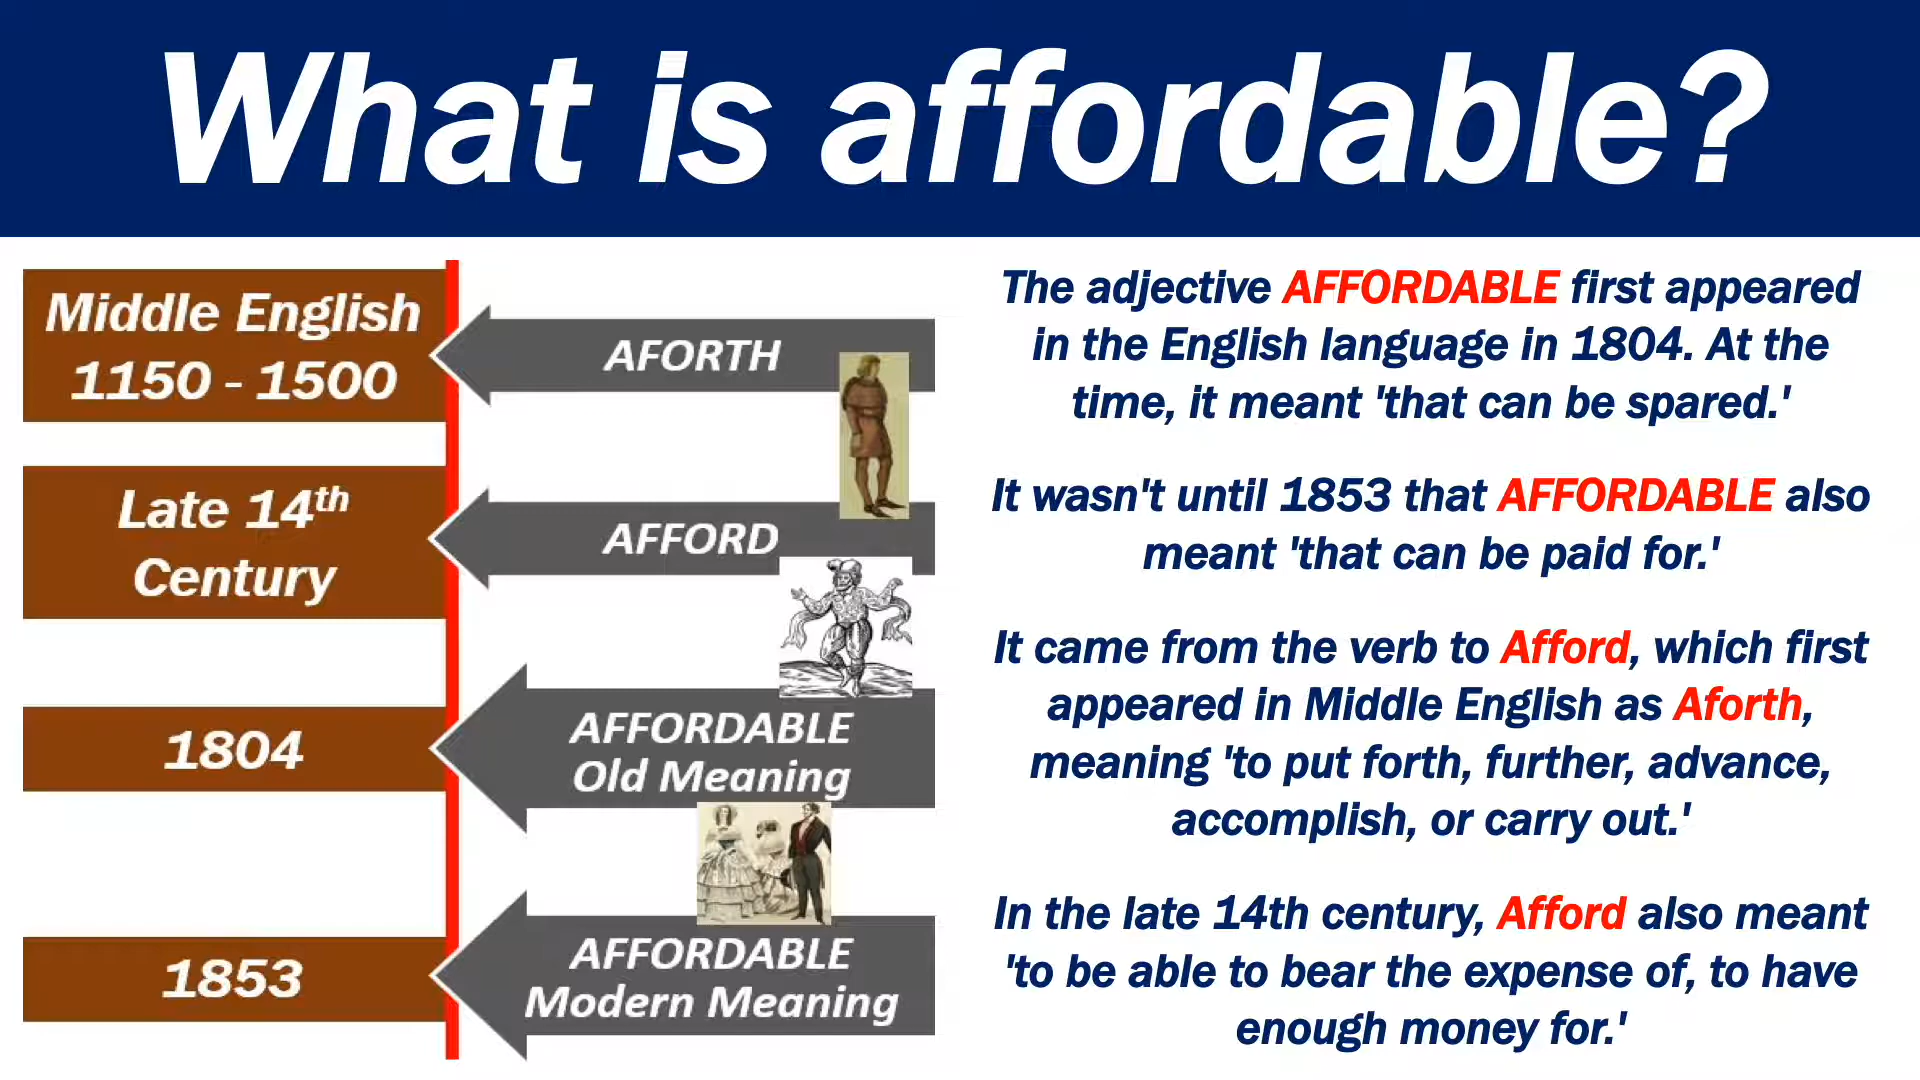 What is affordable?
Middle English
1150 - 1500
AFORTH
Late 14th
Century
AFFORD
1804
AFFORDABLE
Old Meaning
1853
AFFORDABLE
Modern Meaning
The adjective AFFORDABLE first appeared
in the English language in 1804. At the
time, it meant 'that can be spared.'
It wasn't until 1853 that AFFORDABLE also
meant 'that can be paid for.'
It came from the verb to Afford, which first
appeared in Middle English as Aforth,
meaning 'to put forth, further, advance,
accomplish, or carry out.'
In the late 14th century, Afford also meant
'to be able to bear the expense of, to have
enough money for.'